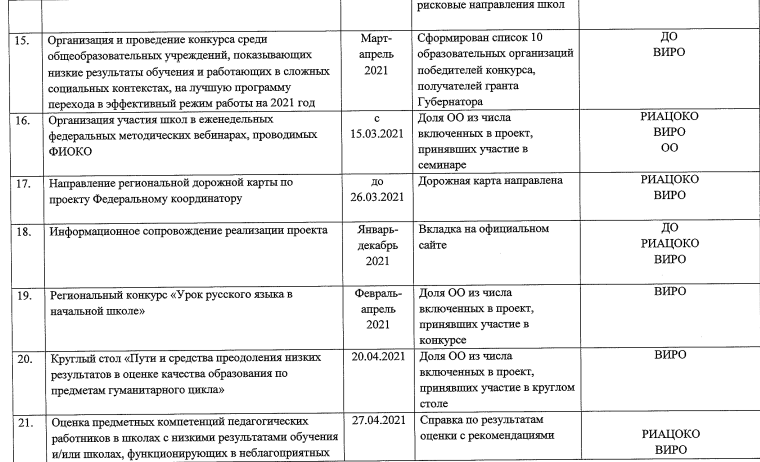 рисковые направления школ
15. Организация и проведение конкурса среди
общеобразовательных учреждений, показывающих
низкие результаты обучения и работающих в сложных
социальных контекстах, на лучшую программу
перехода в эффективный режим работы на 2021 год
Март-
апрель
2021
Сформирован список 10
образовательных организаций
победителей конкурса,
получателей гранта
Губернатора
ДО
ВИРО
16. Организация участия школ в еженедельных
федеральных методических вебинарах, проводимых
ФИОКО
с
15.03.2021
Доля ОО из числа
включенных в проект,
принявших участие в
семинаре
РИАЦОКО
ВИРО
ОО
17. Направление региональной дорожной карты по
проекту Федеральному координатору
до
26.03.2021
Дорожная карта направлена
РИАЦОКО
ВИРО
18. Информационное сопровождение реализации проекта
Январь-
декабрь
2021
Вкладка на официальном
сайте
ДО
РИАЦОКО
ВИРО
19. Региональный конкурс «Урок русского языка в
начальной школе»
Февраль-
апрель
2021
Доля ОО из числа
включенных в проект,
принявших участие в
конкурсе
ВИРО
20. Круглый стол «Пути и средства преодоления низких
результатов в оценке качества образования по
предметам гуманитарного цикла»
20.04.2021
Доля ОО из числа
включенных в проект,
принявших участие в круглом
столе
ВИРО
21. Оценка предметных компетенций педагогических
работников в школах с низкими результатами обучения
и/или школах, функционирующих в неблагоприятных
27.04.2021
Справка по результатам
оценки с рекомендациями
РИАЦОКО
ВИРО